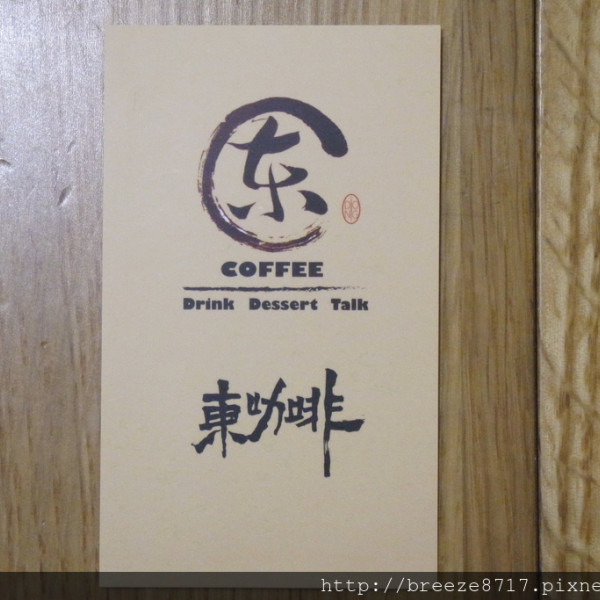 东
COFFEE
Drink Dessert Talk
東咖啡
http://breeze8717.pixne